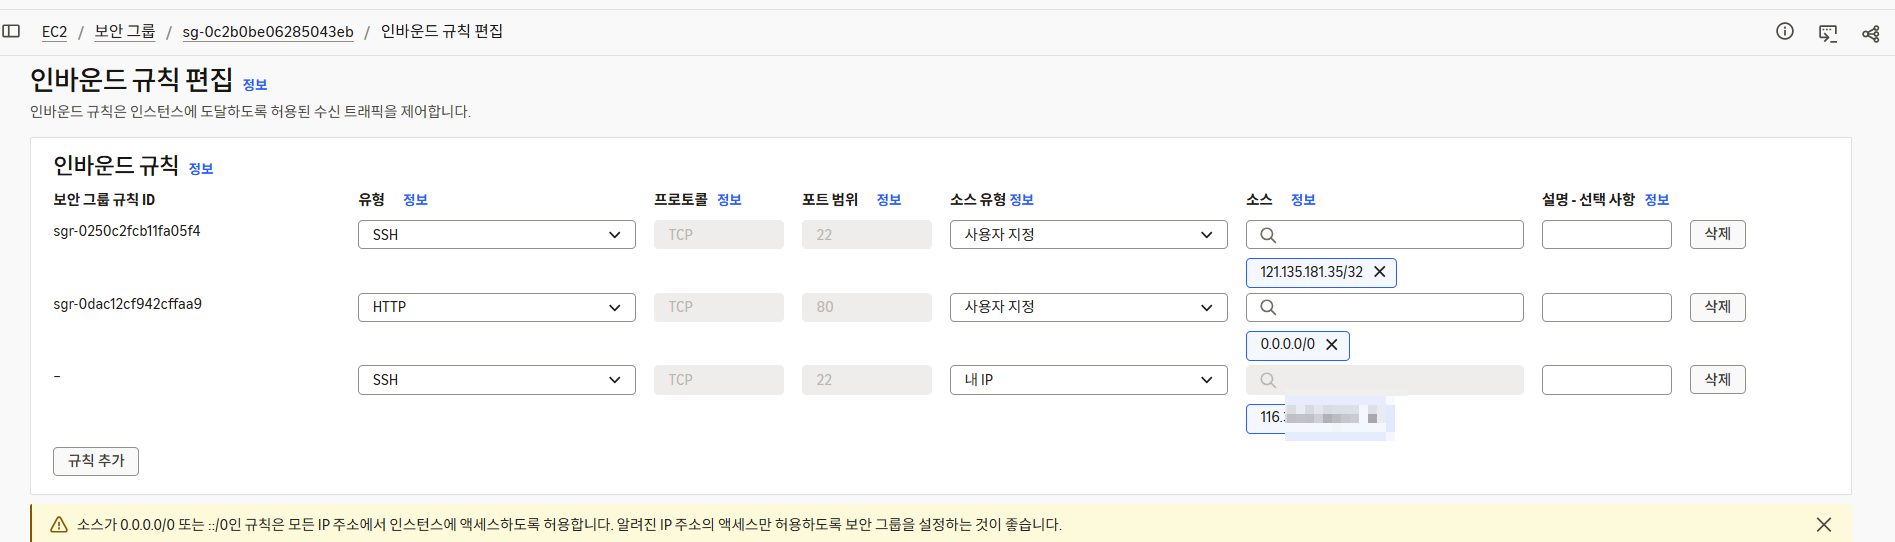 EC2 / 보안 그룹 / sg-0c2b0be06285043eb / 인바운드 규칙 편집
인바운드 규칙 편집 정보
인바운드 규칙은 인스턴스에 도달하도록 허용된 수신 트래픽을 제어합니다.
인바운드 규칙 정보
보안 그룹 규칙 ID 유형 정보 프로토콜 정보 포트 범위 정보 소스 유형 정보 소스 정보 설명 - 선택 사항 정보
sgr-0250c2fcb11fa05f4 SSH TCP 22 사용자 지정 삭제
121.135.181.35/32
sgr-0dac12cf942cffaa9 HTTP TCP 80 사용자 지정 삭제
0.0.0.0/0
– SSH TCP 22 내 IP 삭제
116.
규칙 추가
소스가 0.0.0.0/0 또는 ::/0인 규칙은 모든 IP 주소에서 인스턴스에 액세스하도록 허용합니다. 알려진 IP 주소의 액세스만 허용하도록 보안 그룹을 설정하는 것이 좋습니다.